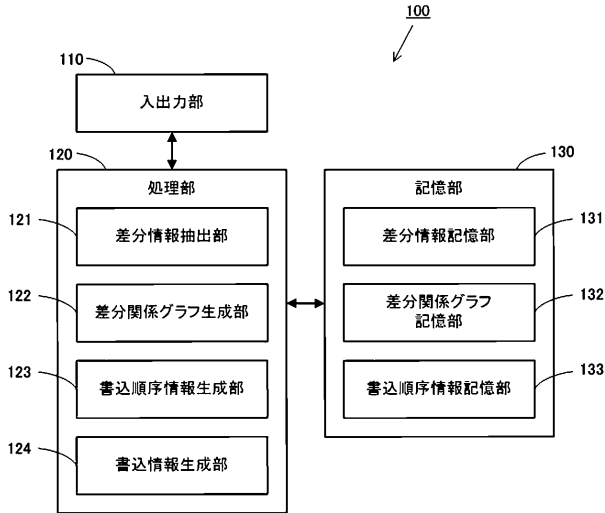 100
110
入出力部
120
処理部
130
記憶部
121
差分情報抽出部
差分情報記憶部
131
122
差分関係グラフ生成部
差分関係グラフ
記憶部
132
123
書込順序情報生成部
書込順序情報記憶部
133
124
書込情報生成部